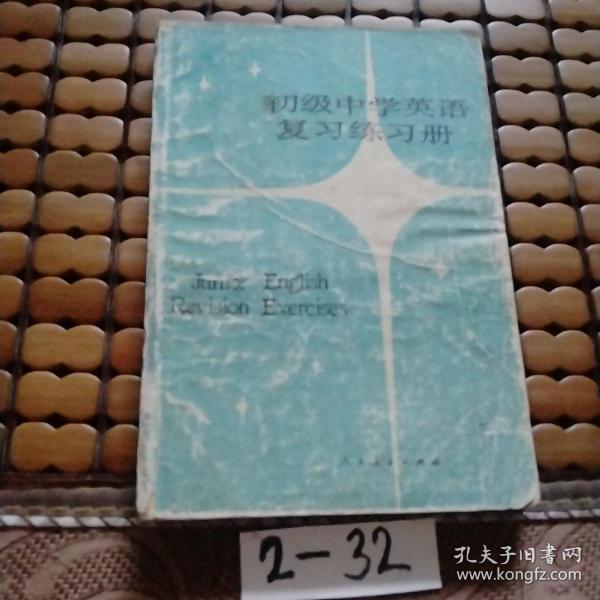 初级中学英语
复习练习册
Junior English
Revision Exercises
2-32
孔夫子旧书网
www.kongfz.com